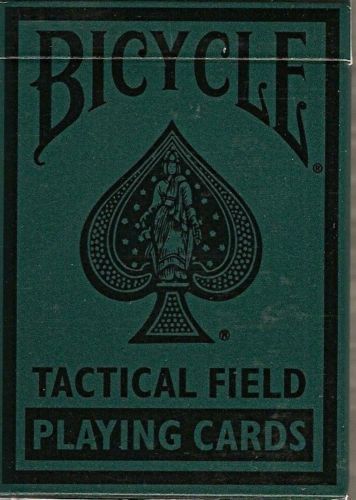 BICYCLE®
®
TACTICAL FIELD
PLAYING CARDS